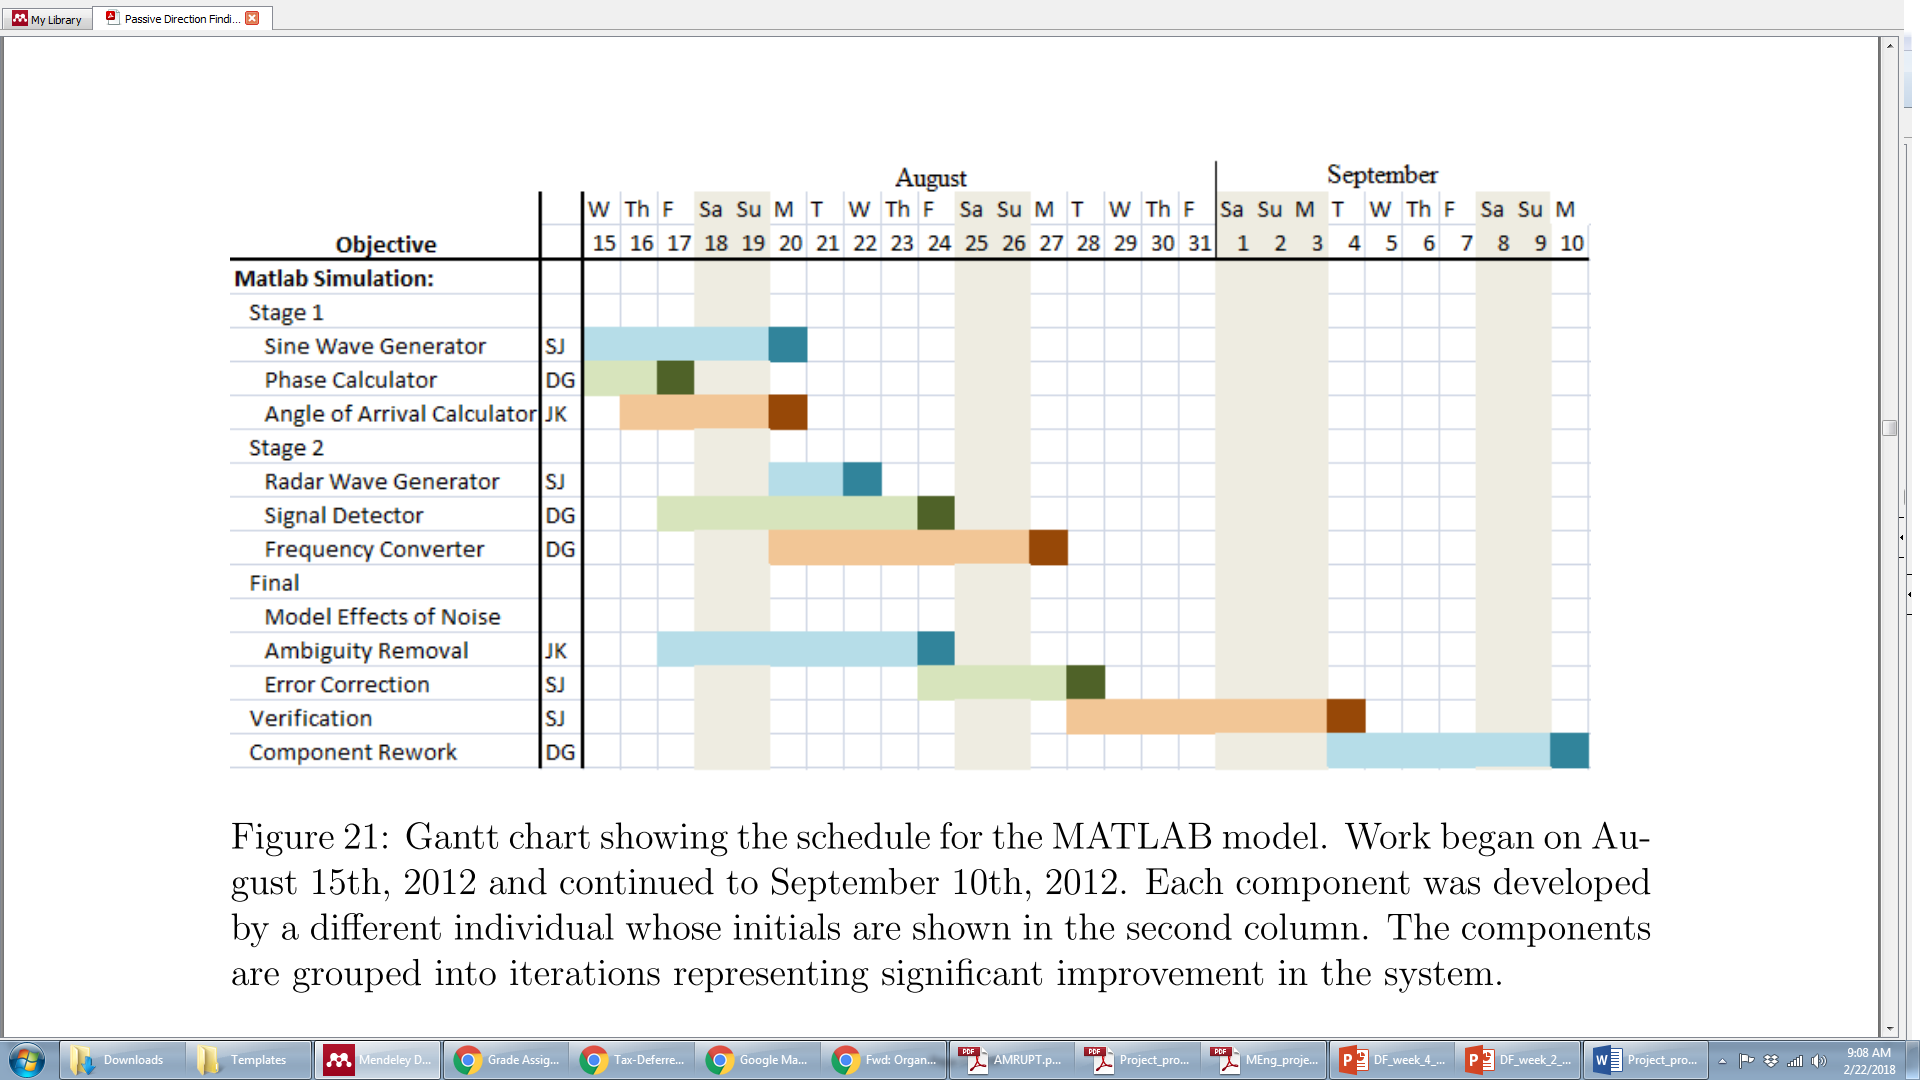 My Library
Passive Direction Findi...
August September
W Th F Sa Su M T W Th F Sa Su M T W Th F Sa Su M T W Th F Sa Su M
Objective 15 16 17 18 19 20 21 22 23 24 25 26 27 28 29 30 31 1 2 3 4 5 6 7 8 9 10
Matlab Simulation:
Stage 1
Sine Wave Generator SJ
Phase Calculator DG
Angle of Arrival Calculator JK
Stage 2
Radar Wave Generator SJ
Signal Detector DG
Frequency Converter DG
Final
Model Effects of Noise
Ambiguity Removal JK
Error Correction SJ
Verification SJ
Component Rework DG
Figure 21: Gantt chart showing the schedule for the MATLAB model. Work began on Au-
gust 15th, 2012 and continued to September 10th, 2012. Each component was developed
by a different individual whose initials are shown in the second column. The components
are grouped into iterations representing significant improvement in the system.
Downloads
Templates
Mendeley D...
Grade Assig...
Tax-Deferre...
Google Ma...
Fwd: Organ...
PDF
AMRUPT.p...
PDF
Project_pro...
PDF
MEng_proje...
DF_week_4_...
DF_week_2_...
Project_pro...
9:08 AM
2/22/2018